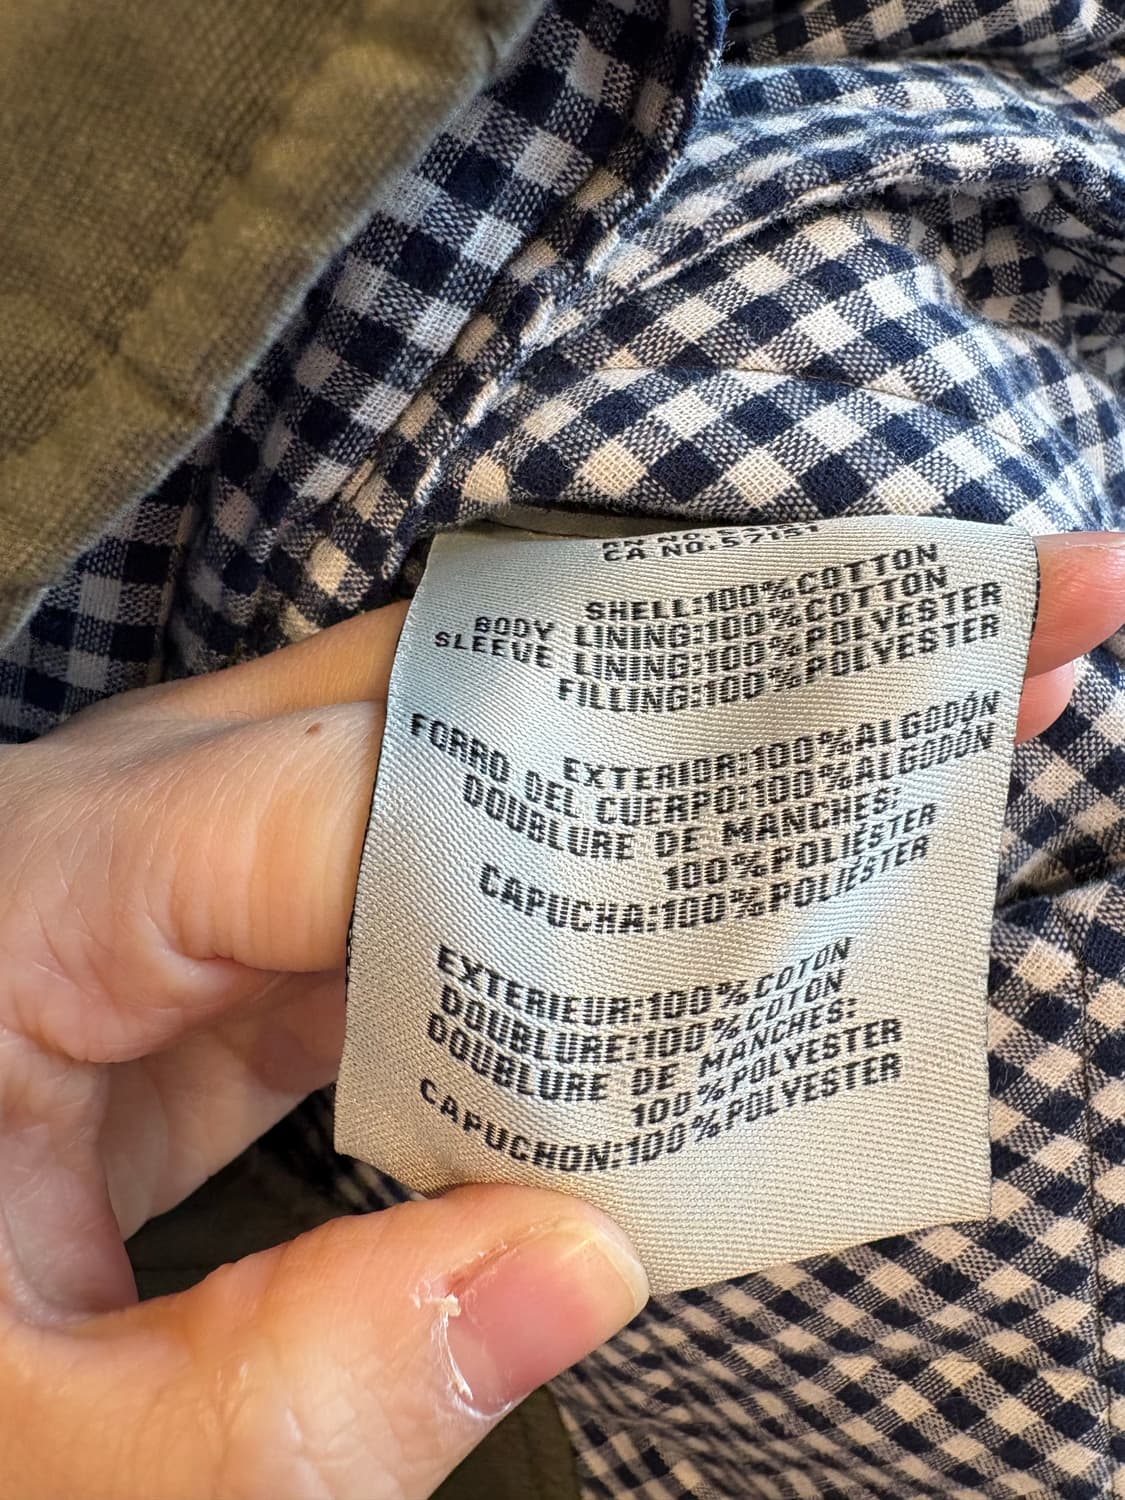 CA NO.57151
SHELL:100%COTTON
BODY LINING:100%COTTON
SLEEVE LINING:100%POLYESTER
FILLING:100%POLYESTER
EXTERIOR:100%ALGODÓN
FORRO DEL CUERPO:100%ALGODÓN
DOUBLURE DE MANCHES:
100%POLIÉSTER
CAPUCHA:100%POLIÉSTER
EXTERIEUR:100%COTON
DOUBLURE:100%COTON
DOUBLURE DE MANCHES:
100%POLYESTER
CAPUCHON:100%POLYESTER